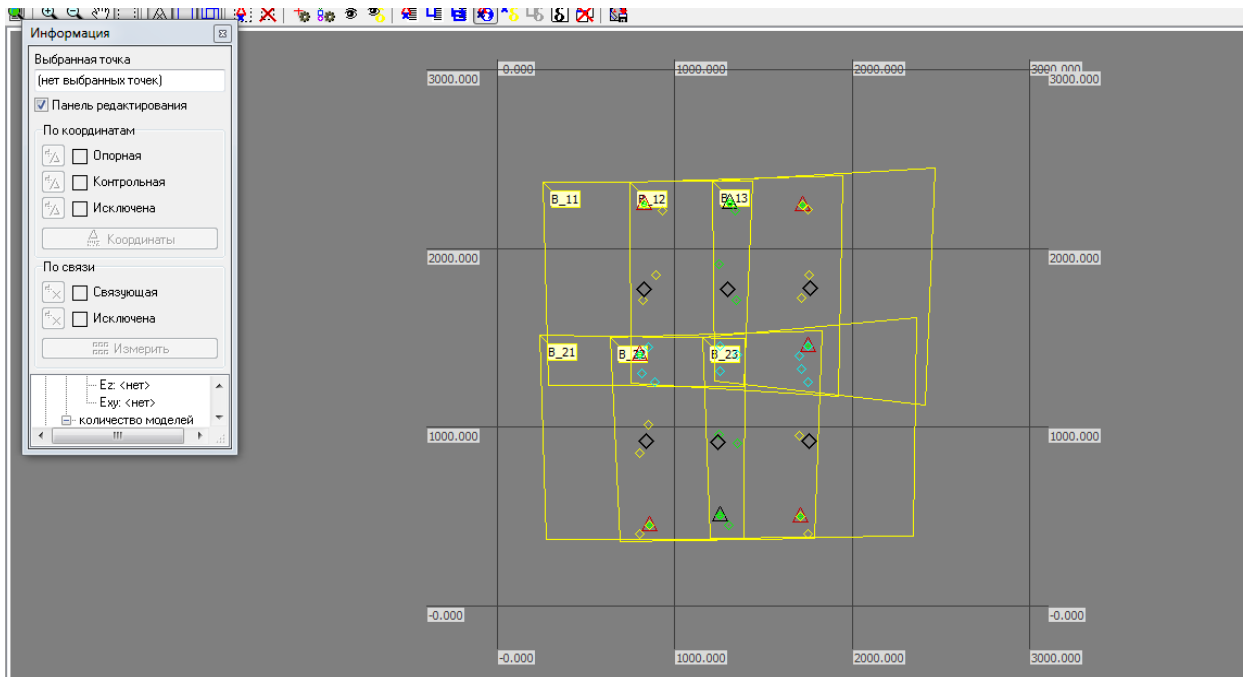 Информация
Выбранная точка
(нет выбранных точек)
Панель редактирования
По координатам
Опорная
Контрольная
Исключена
Координаты
По связи
Связующая
Исключена
Измерить
Ez: <нет>
Exy: <нет>
количество моделей
-0.000 1000.000 2000.000 3000.000
3000.000 3000.000
B_11 B_12 B_13
2000.000 2000.000
B_21 B_22 B_23
1000.000 1000.000
-0.000 -0.000
-0.000 1000.000 2000.000 3000.000